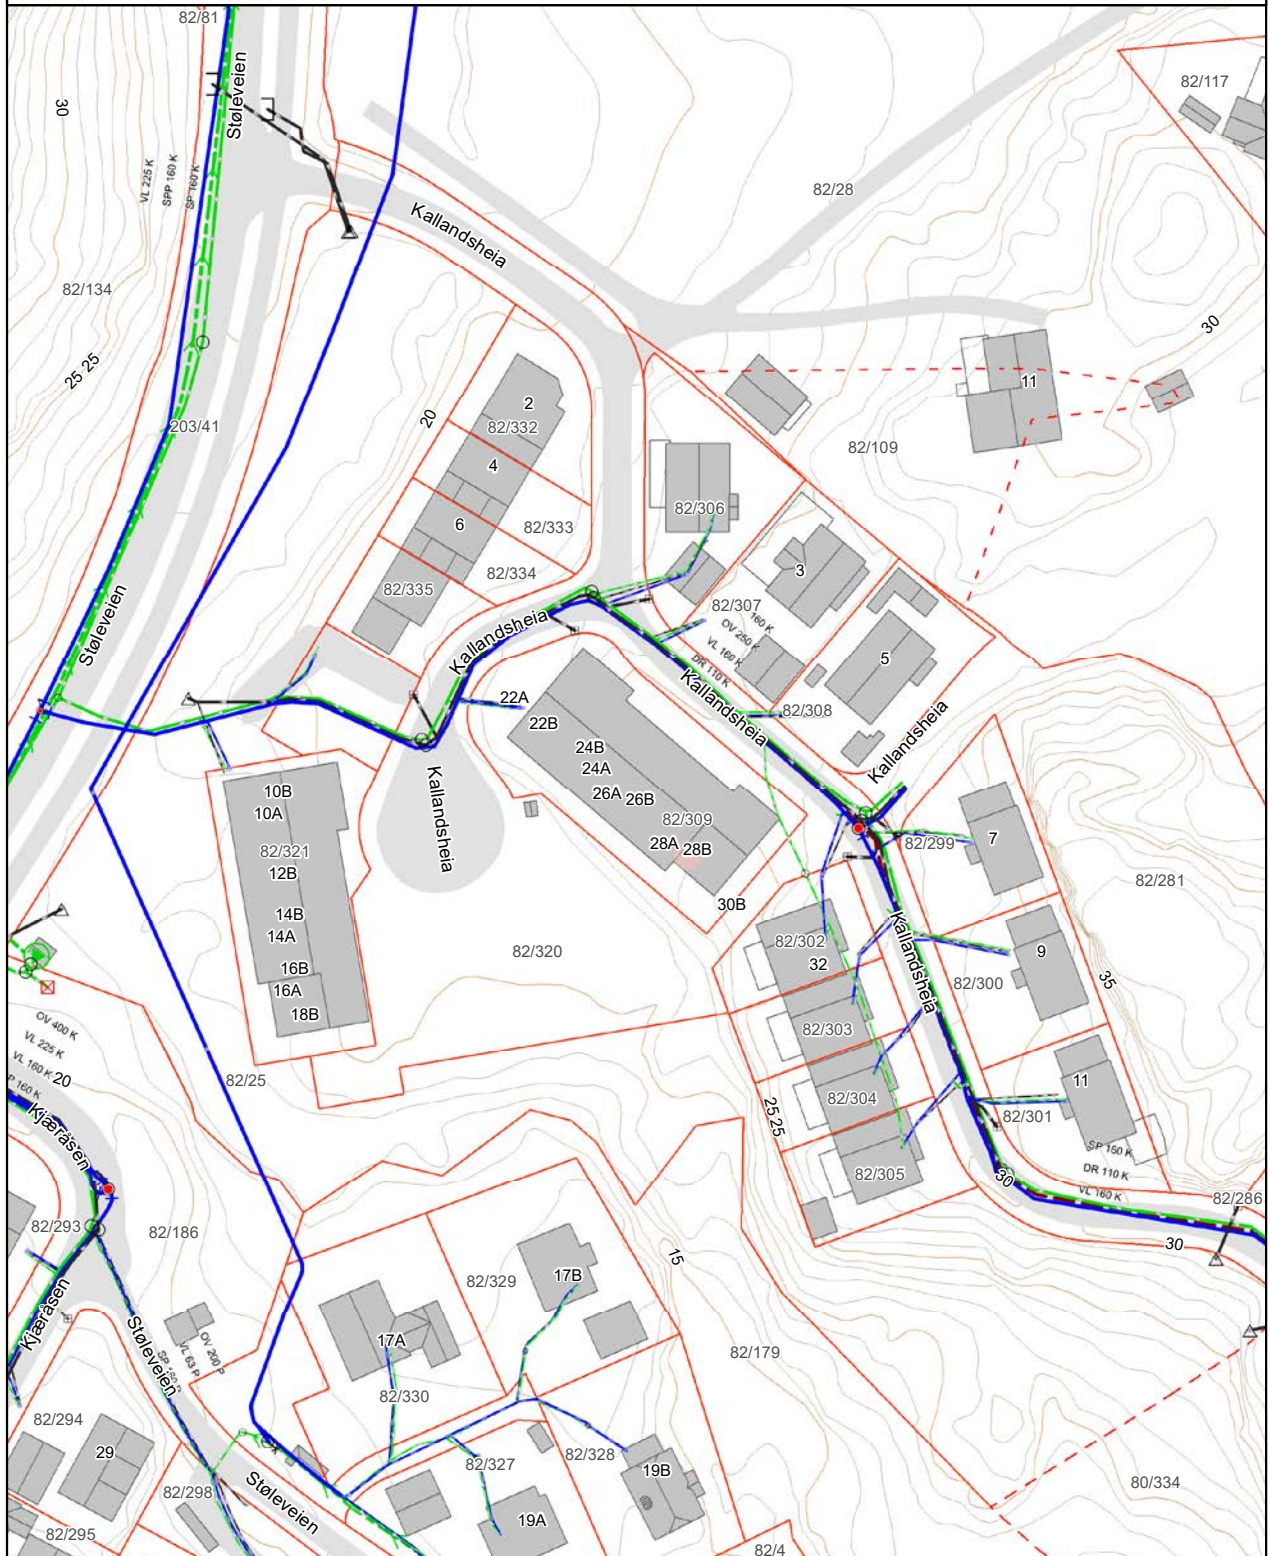 82/81
Støleveien
82/117
30
VL 225 K
SPP 160 K
SP 160 K
82/28
Kallandsheia
82/134
30
25 25
11
2
20
82/332
203/41
82/109
4
82/306
6
82/333
3
82/334
82/335
82/307
160 K
OV 250 K
VL 160 K
DR 110 K
Støleveien
Kallandsheia
5
22A
Kallandsheia
82/308
22B
Kallandsheia
24B
24A
10B
26A
26B
10A
Kallandsheia
82/309
28A
28B
7
82/299
82/321
12B
82/281
30B
14B
14A
82/302
82/320
9
Kallandsheia
32
16B
82/300
35
16A
18B
OV 400 K
82/303
VL 225 K
VL 160 K
P 160 K
20
82/25
11
82/304
Kjæråsen
25 25
82/301
SP 160 K
82/305
DR 110 K
30
VL 160 K
82/286
82/293
82/186
30
15
17B
82/329
Kjæråsen
17A
Støleveien
OV 200 P
VL 63 P
82/179
82/330
82/294
29
82/328
82/327
19B
80/334
82/298
Støleveien
19A
82/295
82/4